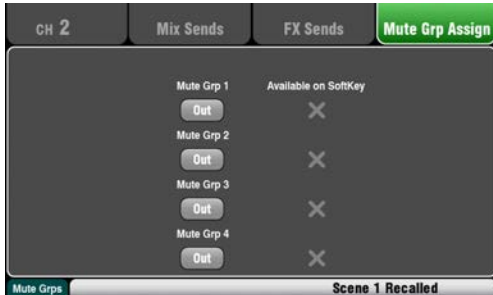 CH 2 Mix Sends FX Sends Mute Grp Assign
Mute Grp 1 Available on SoftKey
Out
Mute Grp 2
Out
Mute Grp 3
Out
Mute Grp 4
Out
Mute Grps Scene 1 Recalled